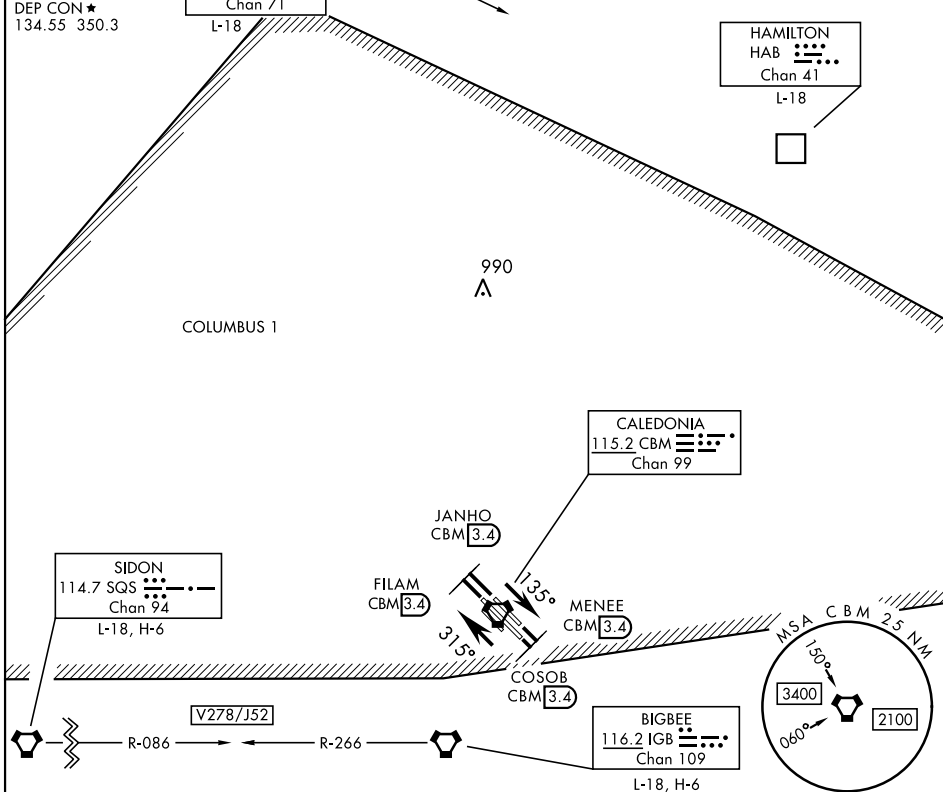 DEP CON ★
134.55 350.3
Chan 71
L-18
HAMILTON
HAB
Chan 41
L-18
990
COLUMBUS 1
CALEDONIA
115.2 CBM
Chan 99
JANHO
CBM 3.4
SIDON
114.7 SQS
Chan 94
L-18, H-6
FILAM
CBM 3.4
135°
315°
MENEE
CBM 3.4
COSOB
CBM 3.4
MSA CBM 25 NM
150°
3400
060°
2100
V278/J52
R-086
R-266
BIGBEE
116.2 IGB
Chan 109
L-18, H-6